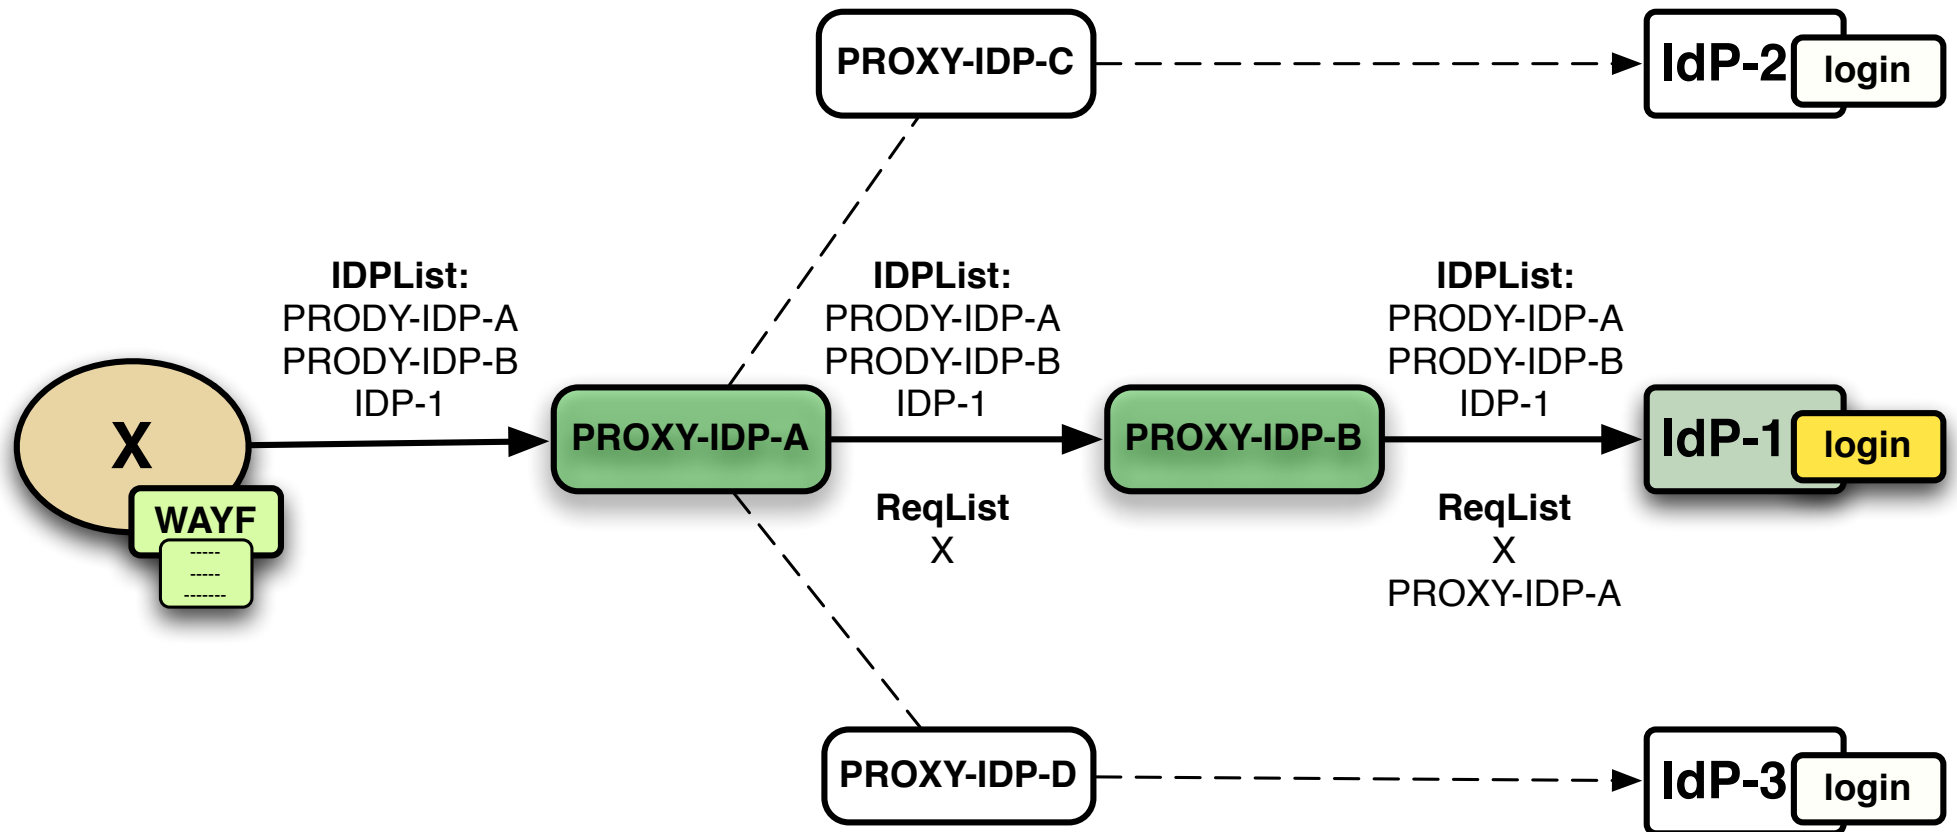 PROXY-IDP-C
IdP-2
login
IDPList:
PRODY-IDP-A
PRODY-IDP-B
IDP-1
IDPList:
PRODY-IDP-A
PRODY-IDP-B
IDP-1
IDPList:
PRODY-IDP-A
PRODY-IDP-B
IDP-1
X
WAYF
-----
-----
-------
PROXY-IDP-A
PROXY-IDP-B
IdP-1
login
ReqList
X
ReqList
X
PROXY-IDP-A
PROXY-IDP-D
IdP-3
login